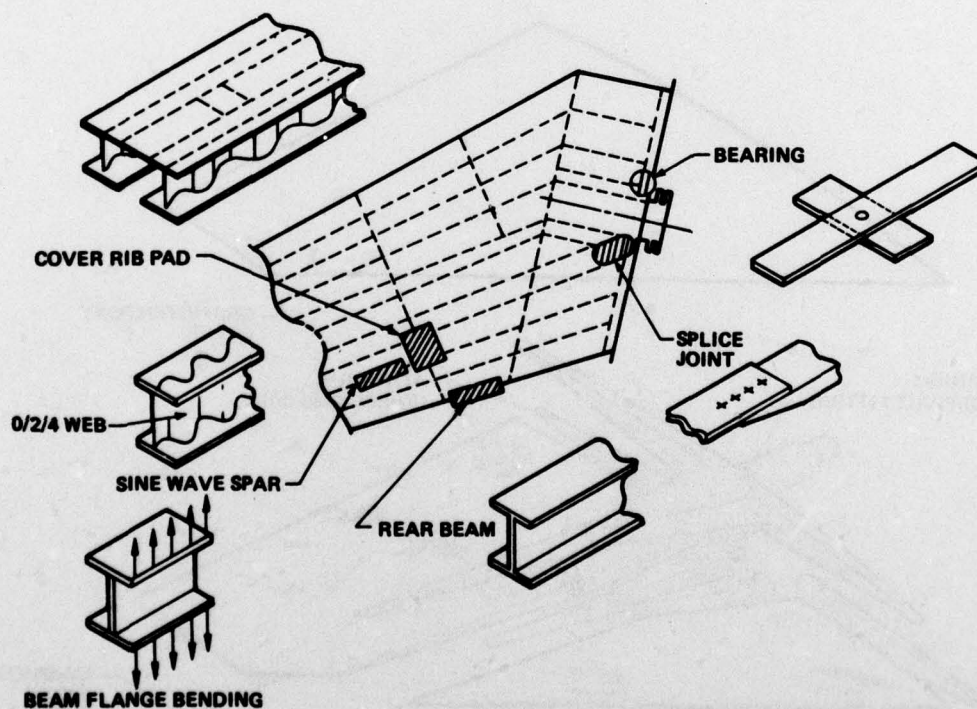 BEARING
COVER RIB PAD
SPLICE
JOINT
0/2/4 WEB
SINE WAVE SPAR
REAR BEAM
BEAM FLANGE BENDING